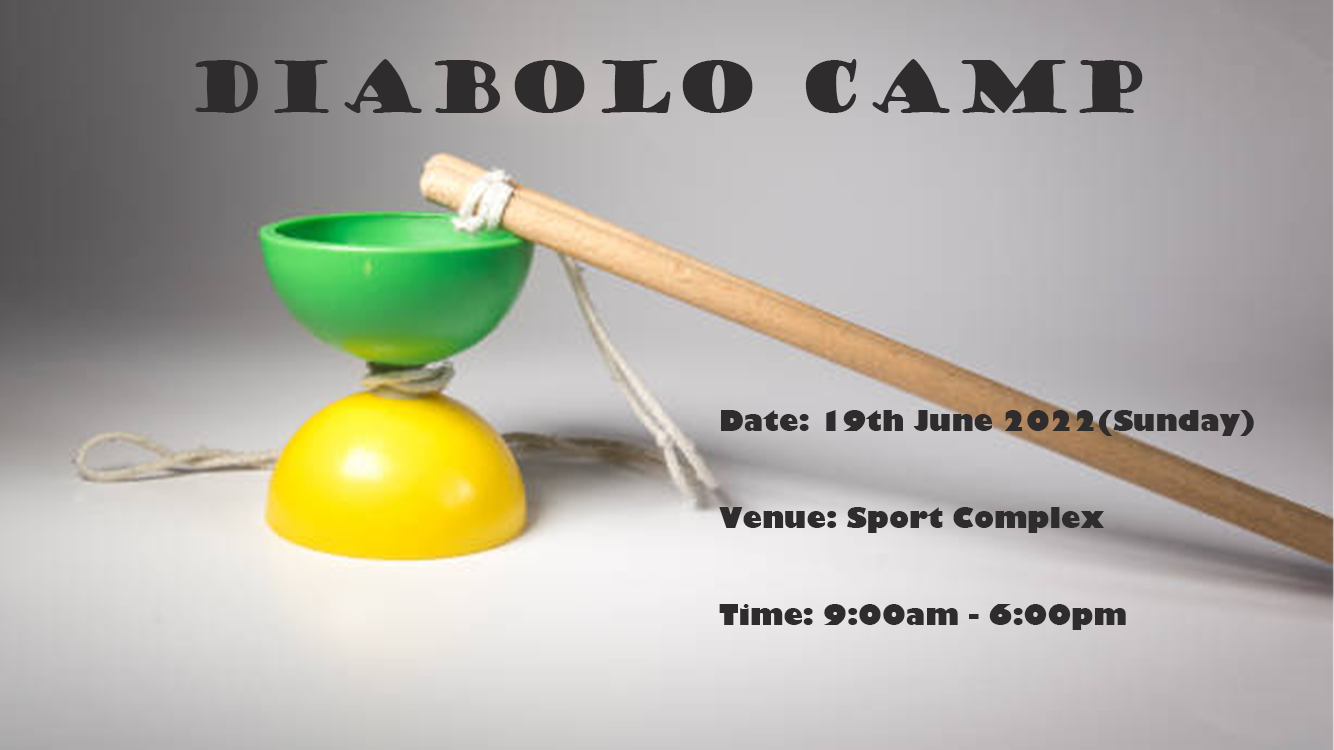 DIABOLO CAMP
Date: 19th June 2022(Sunday)
Venue: Sport Complex
Time: 9:00am - 6:00pm